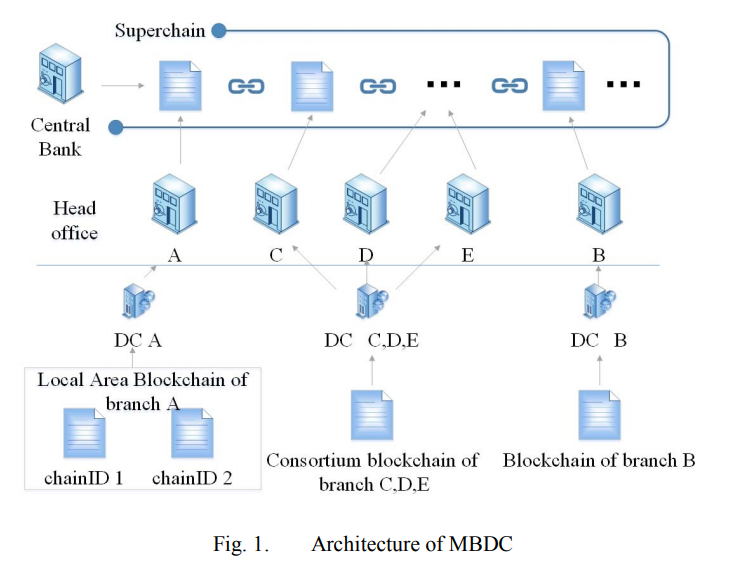 Superchain
Central
Bank
Head
office
A
C
D
E
B
DC A
DC C,D,E
DC B
Local Area Blockchain of
branch A
chainID 1
chainID 2
Consortium blockchain of
branch C,D,E
Blockchain of branch B
Fig. 1. Architecture of MBDC